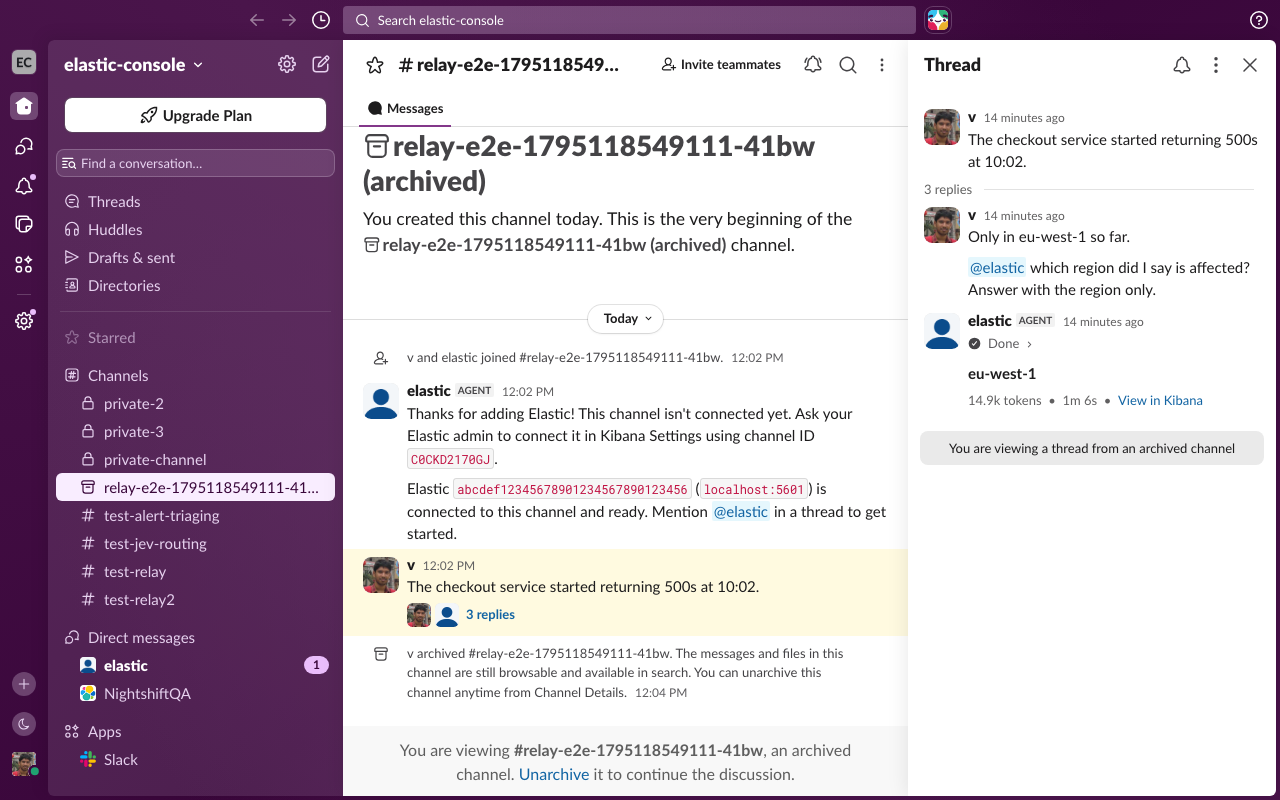 Search elastic-console
EC
elastic-console
Upgrade Plan
Find a conversation...
Threads
Huddles
Drafts & sent
Directories
Starred
Channels
private-2
private-3
private-channel
relay-e2e-1795118549111-41...
test-alert-triaging
test-jev-routing
test-relay
test-relay2
Direct messages
elastic 1
NightshiftQA
Apps
Slack
# relay-e2e-1795118549...
Invite teammates
Messages
relay-e2e-1795118549111-41bw
(archived)
You created this channel today. This is the very beginning of the
relay-e2e-1795118549111-41bw (archived) channel.
Today
v and elastic joined #relay-e2e-1795118549111-41bw. 12:02 PM
elastic AGENT 12:02 PM
Thanks for adding Elastic! This channel isn't connected yet. Ask your
Elastic admin to connect it in Kibana Settings using channel ID
C0CKD2170GJ.
Elastic abcdef12345678901234567890123456 (localhost:5601) is
connected to this channel and ready. Mention @elastic in a thread to get
started.
v 12:02 PM
The checkout service started returning 500s at 10:02.
3 replies
v archived #relay-e2e-1795118549111-41bw. The messages and files in this
channel are still browsable and available in search. You can unarchive this
channel anytime from Channel Details. 12:04 PM
You are viewing #relay-e2e-1795118549111-41bw, an archived
channel. Unarchive it to continue the discussion.
Thread
v 14 minutes ago
The checkout service started returning 500s
at 10:02.
3 replies
v 14 minutes ago
Only in eu-west-1 so far.
@elastic which region did I say is affected?
Answer with the region only.
elastic AGENT 14 minutes ago
Done
eu-west-1
14.9k tokens • 1m 6s • View in Kibana
You are viewing a thread from an archived channel